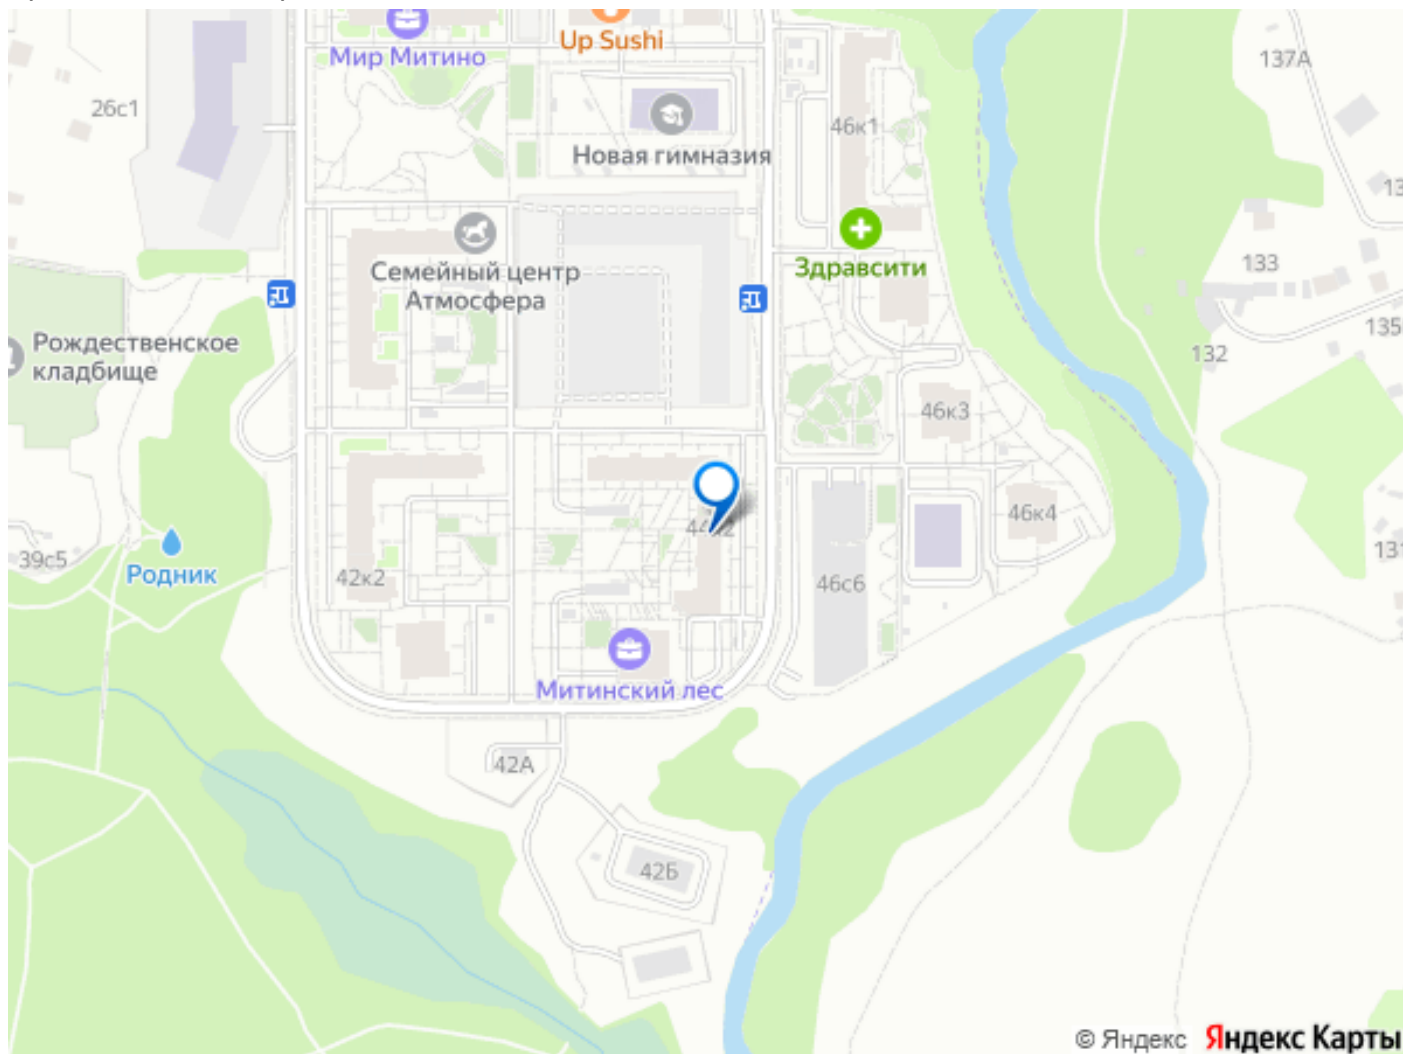 Мир Митино
Up Sushi
137А
26с1
46к1
Новая гимназия
Здравсити
133
Семейный центр
Атмосфера
135
Рождественское
кладбище
132
46к3
46к4
39с5
Родник
42к2
46с6
Митинский лес
42А
42Б
© Яндекс Яндекс Карты